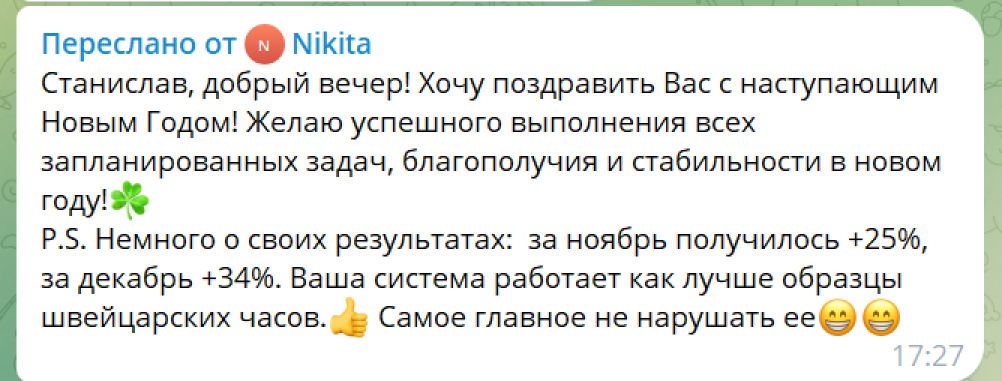 Переслано от N Nikita
Станислав, добрый вечер! Хочу поздравить Вас с наступающим
Новым Годом! Желаю успешного выполнения всех
запланированных задач, благополучия и стабильности в новом
году!☘️
P.S. Немного о своих результатах: за ноябрь получилось +25%,
за декабрь +34%. Ваша система работает как лучше образцы
швейцарских часов.👍 Самое главное не нарушать ее😁😁
17:27